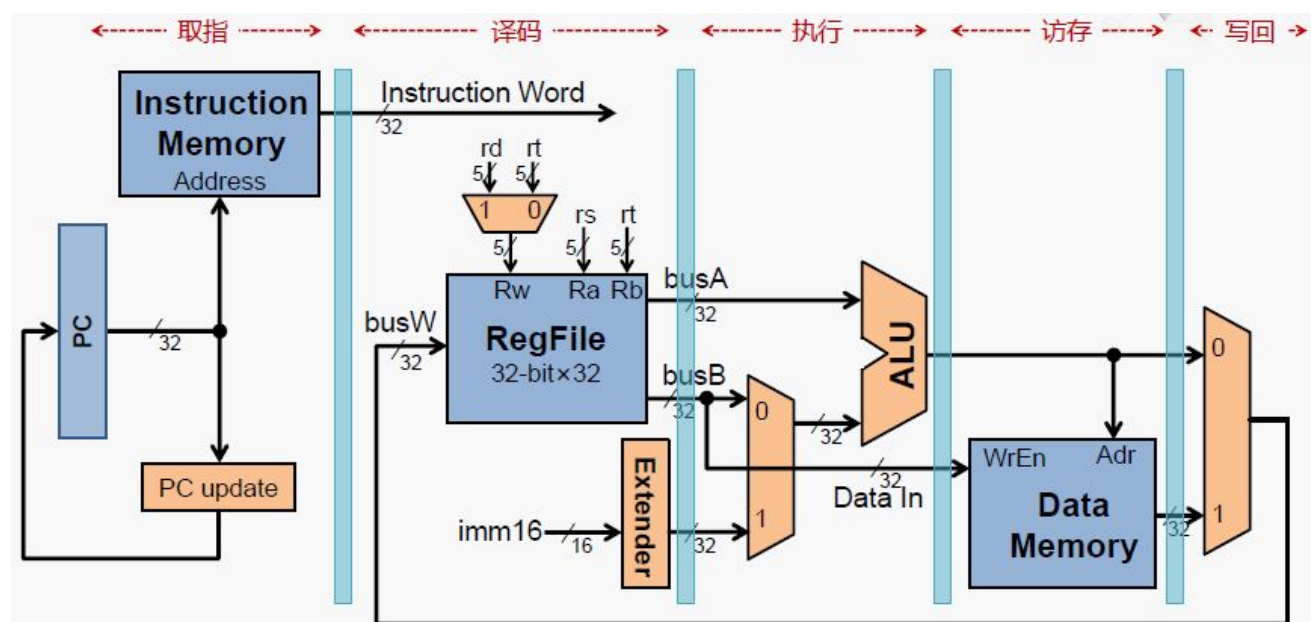 取指 译码 执行 访存 写回
Instruction
Memory
Address
Instruction Word
32
rd rt
5 5
1 0
rs rt
5 5 5
Rw Ra Rb
RegFile
32-bit×32
busW
32
busA
32
busB
32
PC
32
PC update
imm16
16
Extender
32
0
1
32
ALU
32
Data In
WrEn Adr
Data
Memory
32
0
1